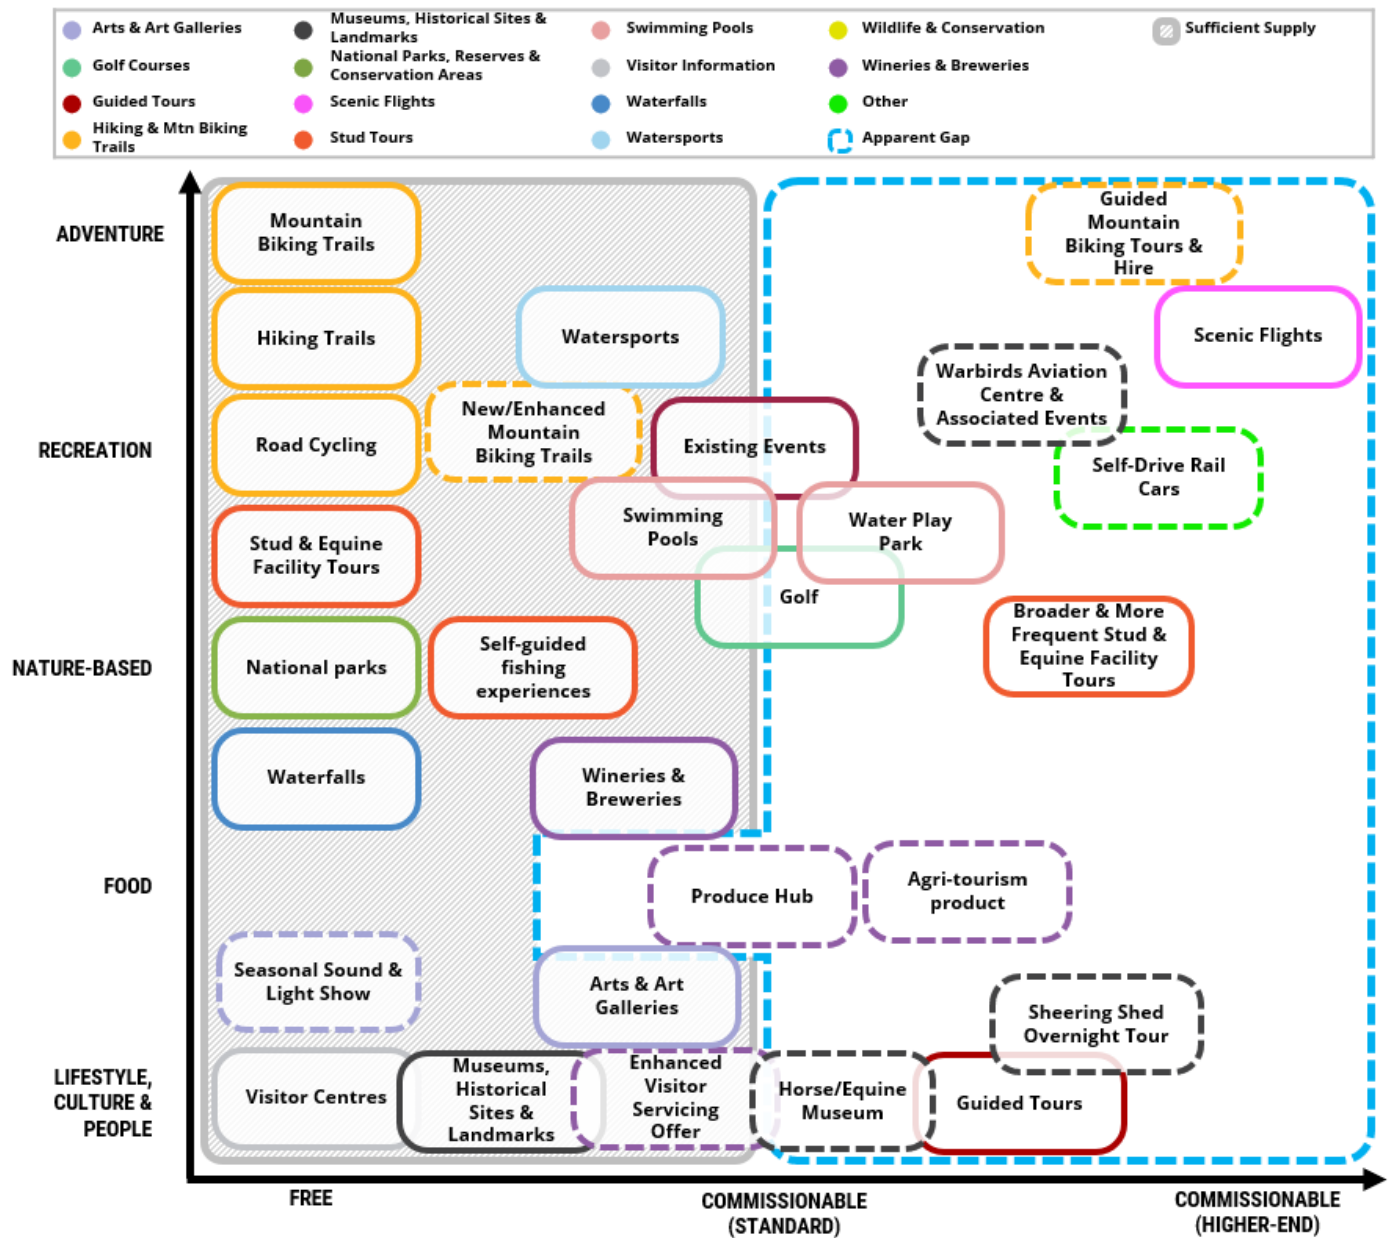 Arts & Art Galleries
Golf Courses
Guided Tours
Hiking & Mtn Biking
Trails
Museums, Historical Sites &
Landmarks
National Parks, Reserves &
Conservation Areas
Scenic Flights
Stud Tours
Swimming Pools
Visitor Information
Waterfalls
Watersports
Wildlife & Conservation
Wineries & Breweries
Other
Apparent Gap
Sufficient Supply
ADVENTURE
Mountain
Biking Trails
Guided
Mountain
Biking Tours &
Hire
Hiking Trails
Watersports
Scenic Flights
Warbirds Aviation
Centre &
Associated Events
RECREATION
Road Cycling
New/Enhanced
Mountain
Biking Trails
Existing Events
Self-Drive Rail
Cars
Stud & Equine
Facility Tours
Swimming
Pools
Water Play
Park
Golf
NATURE-BASED
National parks
Self-guided
fishing
experiences
Broader & More
Frequent Stud &
Equine Facility
Tours
Waterfalls
Wineries &
Breweries
FOOD
Produce Hub
Agri-tourism
product
Seasonal Sound &
Light Show
Arts & Art
Galleries
Sheering Shed
Overnight Tour
LIFESTYLE,
CULTURE &
PEOPLE
Visitor Centres
Museums,
Historical
Sites &
Landmarks
Enhanced
Visitor
Servicing
Offer
Horse/Equine
Museum
Guided Tours
FREE
COMMISSIONABLE
(STANDARD)
COMMISSIONABLE
(HIGHER-END)